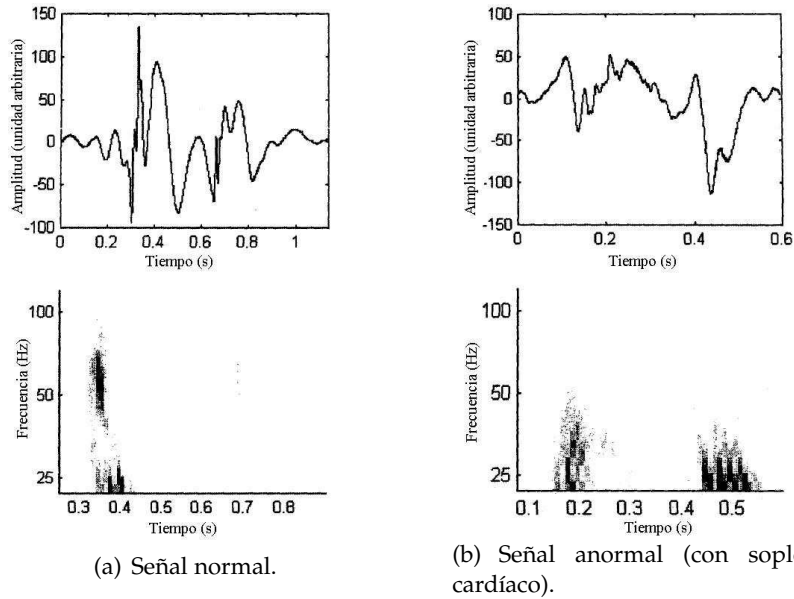 150
100
50
0
-50
-100
0 0.2 0.4 0.6 0.8 1
Amplitud (unidad arbitraria)
Tiempo (s)
100
50
0
-50
-100
-150
0 0.2 0.4 0.6
Amplitud (unidad arbitraria)
Tiempo (s)
100
50
25
0.3 0.4 0.5 0.6 0.7 0.8
Frecuencia (Hz)
Tiempo (s)
100
50
25
0.1 0.2 0.3 0.4 0.5
Frecuencia (Hz)
Tiempo (s)
(a) Señal normal.
(b) Señal anormal (con soplo
cardíaco).